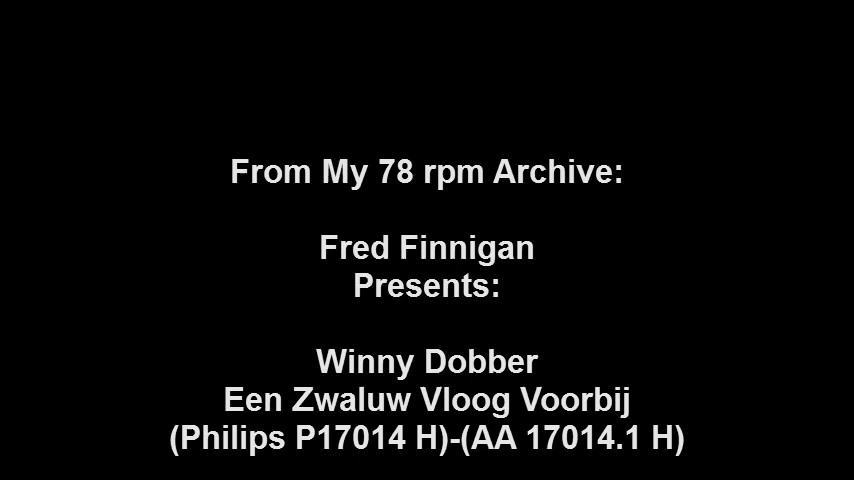 From My 78 rpm Archive:
Fred Finnigan
Presents:
Winny Dobber
Een Zwaluw Vloog Voorbij
(Philips P17014 H)-(AA 17014.1 H)